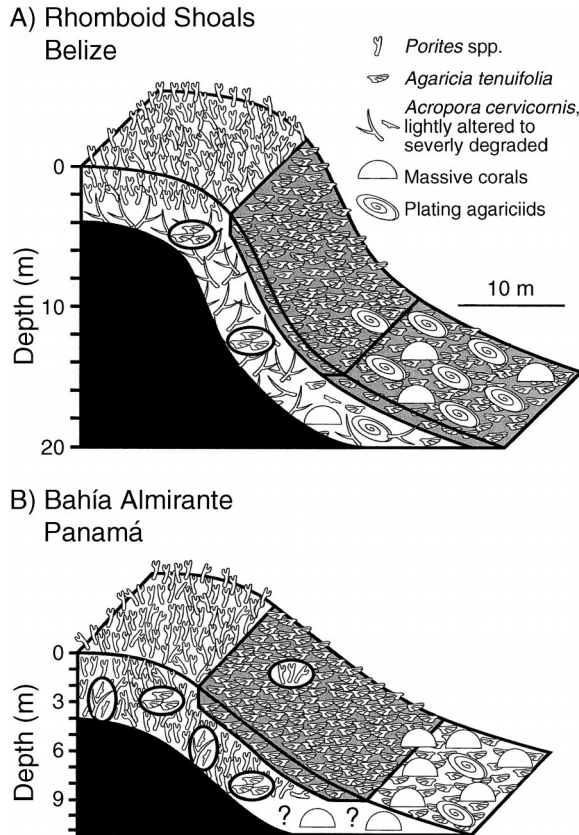 A) Rhomboid Shoals
Belize
Porites spp.
Agaricia tenuifolia
Acropora cervicornis,
lightly altered to
severly degraded
Massive corals
Plating agariciids
10 m
Depth (m)
0
10
20
B) Bahía Almirante
Panamá
Depth (m)
0
3
6
9
? ?